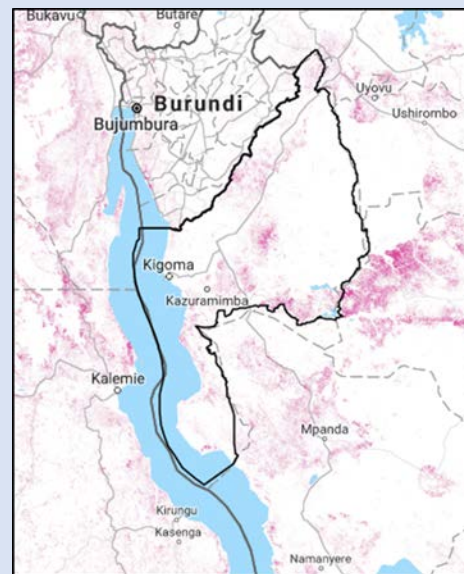 Bukavu
Butare
Burundi
Bujumbura
Uyovu
Ushirombo
Kigoma
Kazuramimba
Kalemie
Mpanda
Kirungu
Kasenga
Namanyere